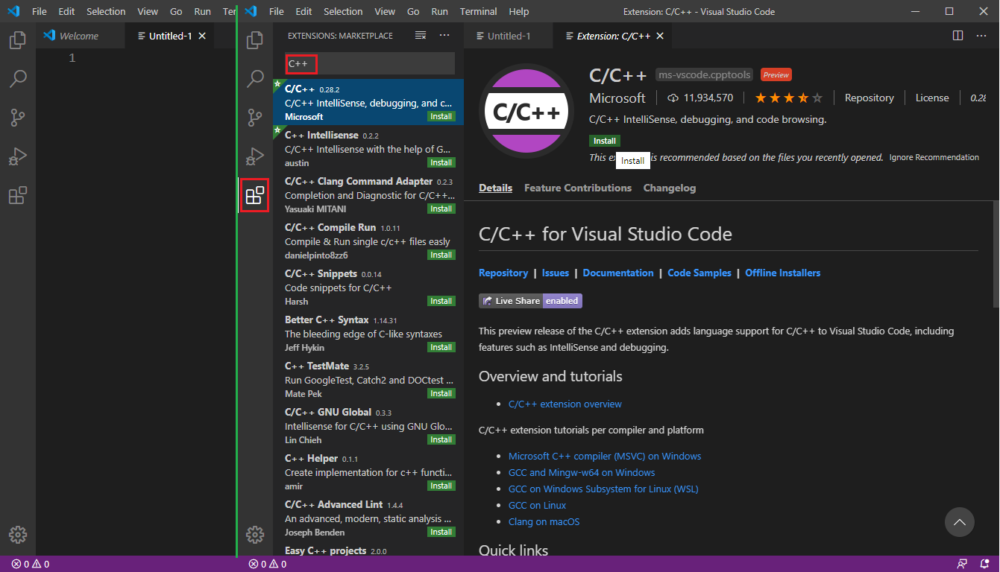 File Edit Selection View Go Run Ter
Welcome
Untitled-1
1
0 0
File Edit Selection View Go Run Terminal Help
Extension: C/C++ - Visual Studio Code
EXTENSIONS: MARKETPLACE
C++
C/C++ 0.28.2
C/C++ IntelliSense, debugging, and c...
Microsoft Install
C++ Intellisense 0.2.2
C/C++ Intellisense with the help of G...
austin Install
C/C++ Clang Command Adapter 0.2.3
Completion and Diagnostic for C/C++...
Yasuaki MITANI Install
C/C++ Compile Run 1.0.11
Compile & Run single c/c++ files easly
danielpinto8zz6 Install
C/C++ Snippets 0.0.14
Code snippets for C/C++
Harsh Install
Better C++ Syntax 1.14.31
The bleeding edge of C-like syntaxes
Jeff Hykin Install
C++ TestMate 3.2.5
Run GoogleTest, Catch2 and DOCtest ...
Mate Pek Install
C/C++ GNU Global 0.3.3
Intellisense for C/C++ using GNU Glo...
Lin Chieh Install
C++ Helper 0.1.1
Create implementation for c++ functi...
amir Install
C/C++ Advanced Lint 1.4.4
An advanced, modern, static analysis ...
Joseph Benden Install
Easy C++ projects 2.0.0
Untitled-1
Extension: C/C++
C/C++
C/C++ ms-vscode.cpptools Preview
Microsoft 11,934,570 Repository License 0.28
C/C++ IntelliSense, debugging, and code browsing.
Install
This ex is recommended based on the files you recently opened. Ignore Recommendation
Install
Details Feature Contributions Changelog
C/C++ for Visual Studio Code
Repository | Issues | Documentation | Code Samples | Offline Installers
Live Share enabled
This preview release of the C/C++ extension adds language support for C/C++ to Visual Studio Code, including
features such as IntelliSense and debugging.
Overview and tutorials
C/C++ extension overview
C/C++ extension tutorials per compiler and platform
Microsoft C++ compiler (MSVC) on Windows
GCC and Mingw-w64 on Windows
GCC on Windows Subsystem for Linux (WSL)
GCC on Linux
Clang on macOS
Quick links
0 0